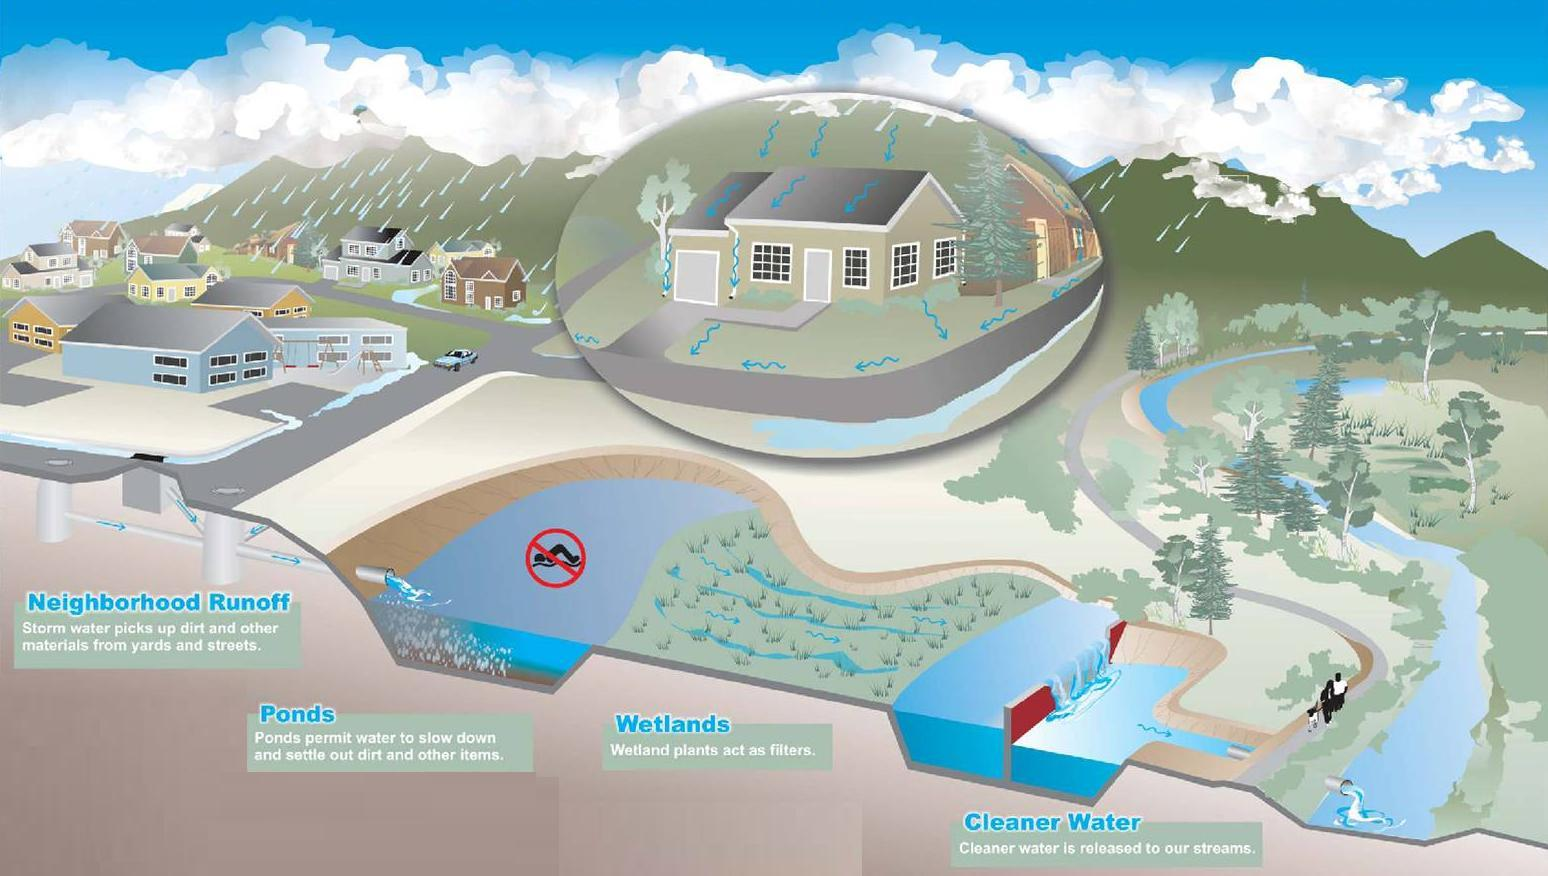 Neighborhood Runoff
Storm water picks up dirt and other
materials from yards and streets.
Ponds
Ponds permit water to slow down
and settle out dirt and other items.
Wetlands
Wetland plants act as filters.
Cleaner Water
Cleaner water is released to our streams.